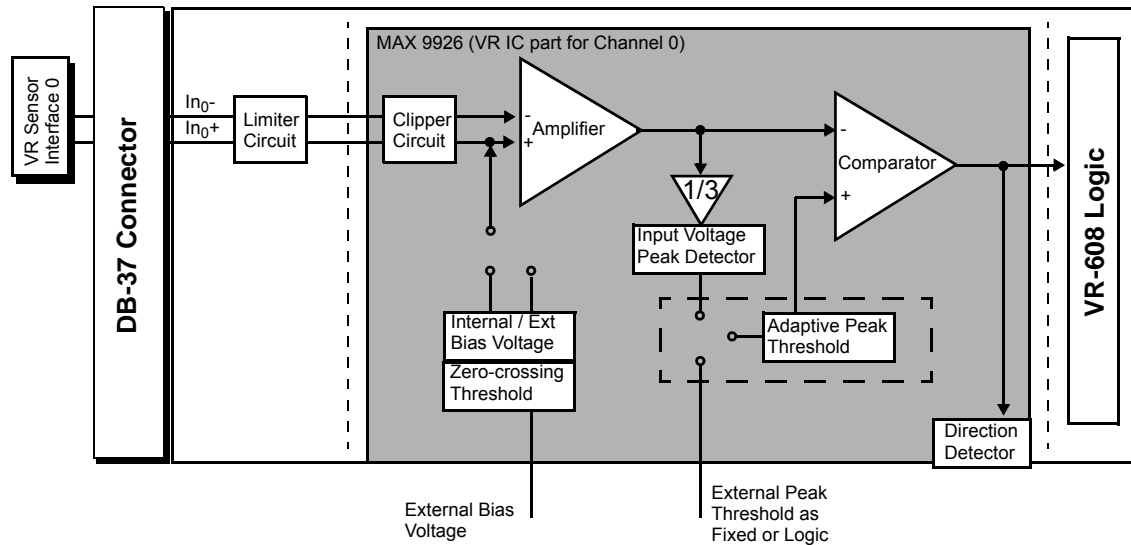 MAX 9926 (VR IC part for Channel 0)
VR Sensor
Interface 0
DB-37 Connector
In0-
In0+
Limiter
Circuit
Clipper
Circuit
-
+
Amplifier
1/3
Input Voltage
Peak Detector
-
+
Comparator
VR-608 Logic
Internal / Ext
Bias Voltage
Zero-crossing
Threshold
Adaptive Peak
Threshold
Direction
Detector
External Bias
Voltage
External Peak
Threshold as
Fixed or Logic